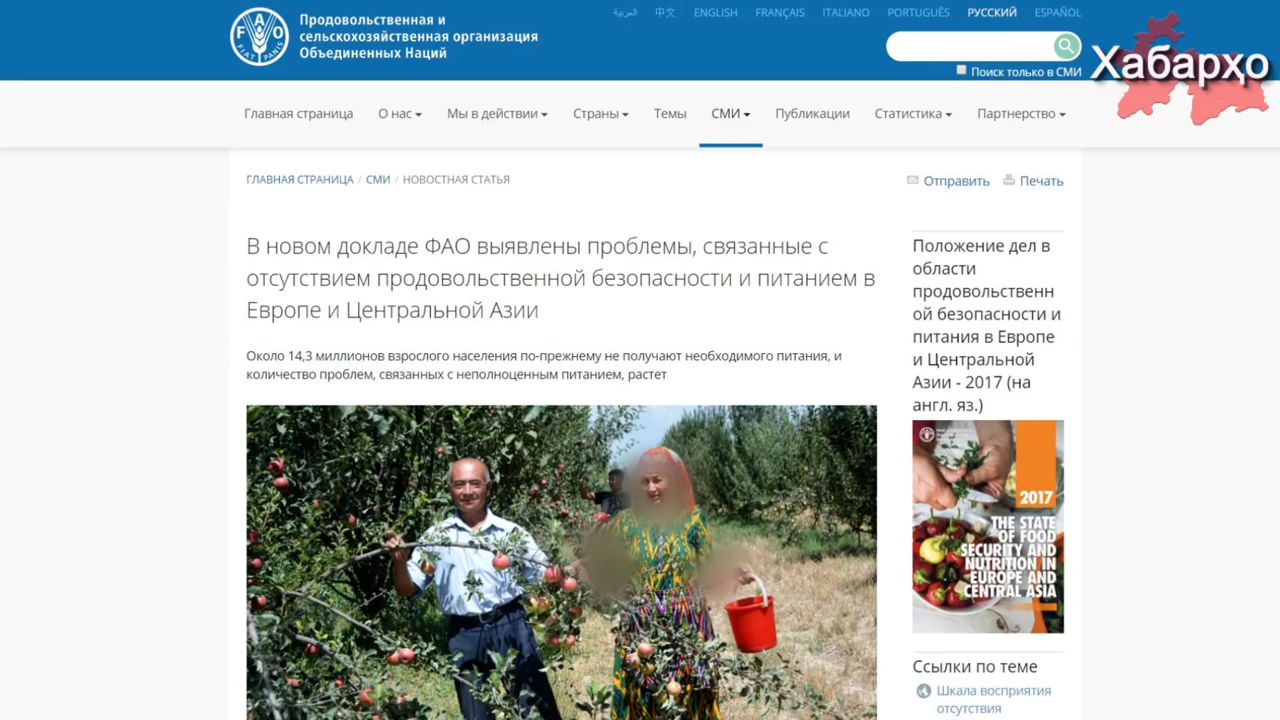 Продовольственная и
сельскохозяйственная организация
Объединенных Наций
FAO
FIAT PANIS
العربية 中文 ENGLISH FRANÇAIS ITALIANO PORTUGUÊS РУССКИЙ ESPAÑOL
Поиск только в СМИ
Хабарҳо
Главная страница О нас Мы в действии Страны Темы СМИ Публикации Статистика Партнерство
ГЛАВНАЯ СТРАНИЦА / СМИ / НОВОСТНАЯ СТАТЬЯ
Отправить Печать
В новом докладе ФАО выявлены проблемы, связанные с
отсутствием продовольственной безопасности и питанием в
Европе и Центральной Азии
Около 14,3 миллионов взрослого населения по-прежнему не получают необходимого питания, и
количество проблем, связанных с неполноценным питанием, растет
Положение дел в
области
продовольственн
ой безопасности и
питания в Европе
и Центральной
Азии - 2017 (на
англ. яз.)
2017
THE STATE
OF FOOD
SECURITY AND
NUTRITION IN
EUROPE AND
CENTRAL ASIA
Ссылки по теме
Шкала восприятия
отсутствия